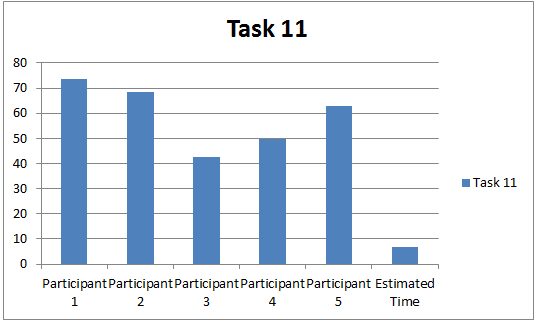 Task 11
80
70
60
50
40
30
20
10
0
Participant Participant Participant Participant Participant Estimated
1 2 3 4 5 Time
Task 11